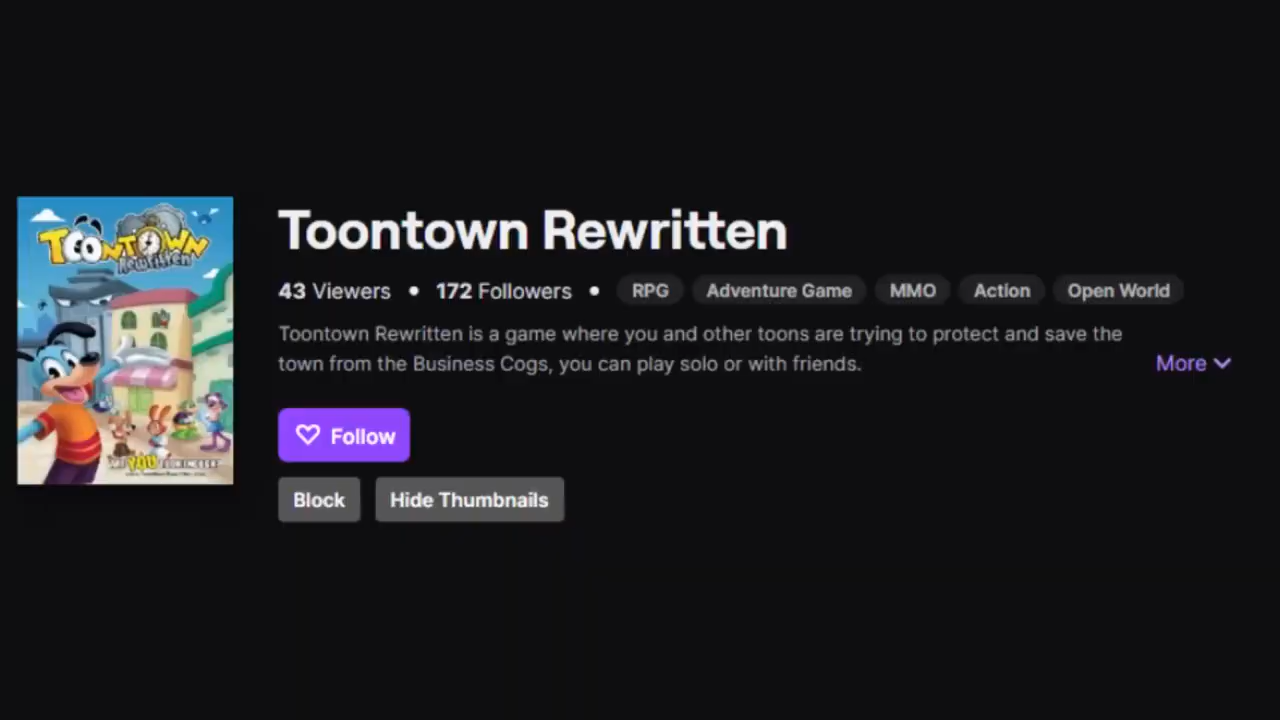 TOONTOWN
Rewritten
Toontown Rewritten
43 Viewers • 172 Followers • RPG Adventure Game MMO Action Open World
Toontown Rewritten is a game where you and other toons are trying to protect and save the
town from the Business Cogs, you can play solo or with friends.
More
Follow
Block Hide Thumbnails
YOU